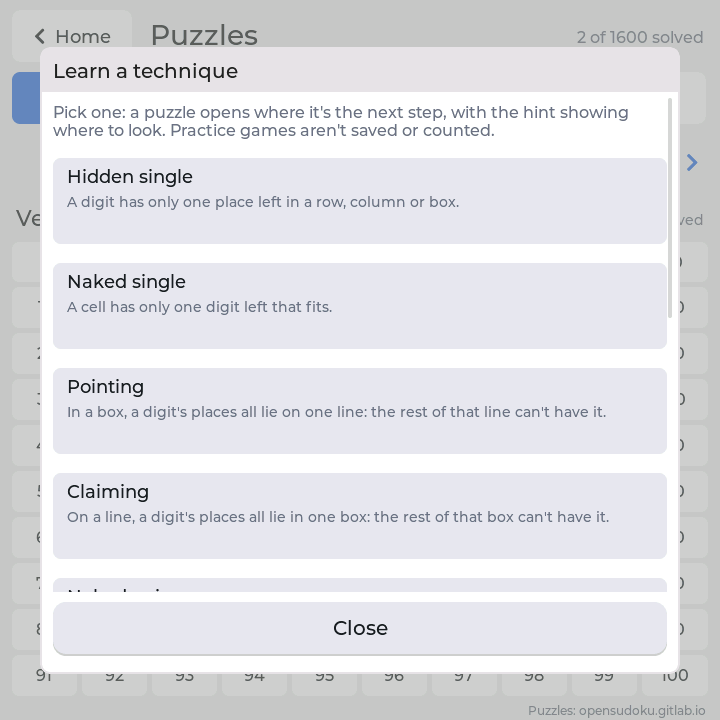 Home
Puzzles
2 of 1600 solved
Learn a technique
Pick one: a puzzle opens where it's the next step, with the hint showing
where to look. Practice games aren't saved or counted.
Hidden single
A digit has only one place left in a row, column or box.
Naked single
A cell has only one digit left that fits.
Pointing
In a box, a digit's places all lie on one line: the rest of that line can't have it.
Claiming
On a line, a digit's places all lie in one box: the rest of that box can't have it.
Close
91 92 93 94 95 96 97 98 99 100
Puzzles: opensudoku.gitlab.io